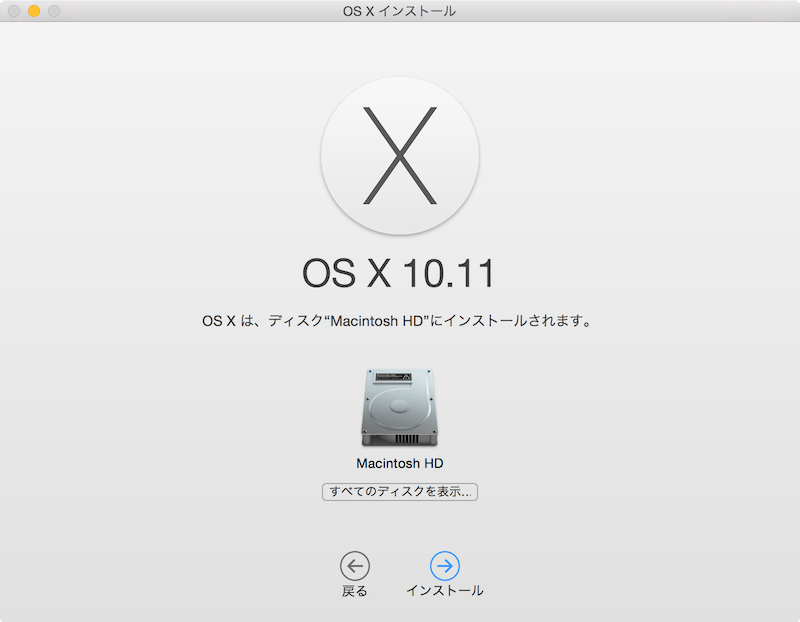 OS X インストール
X
OS X 10.11
OS X は、ディスク“Macintosh HD”にインストールされます。
Macintosh HD
すべてのディスクを表示...
戻る
インストール